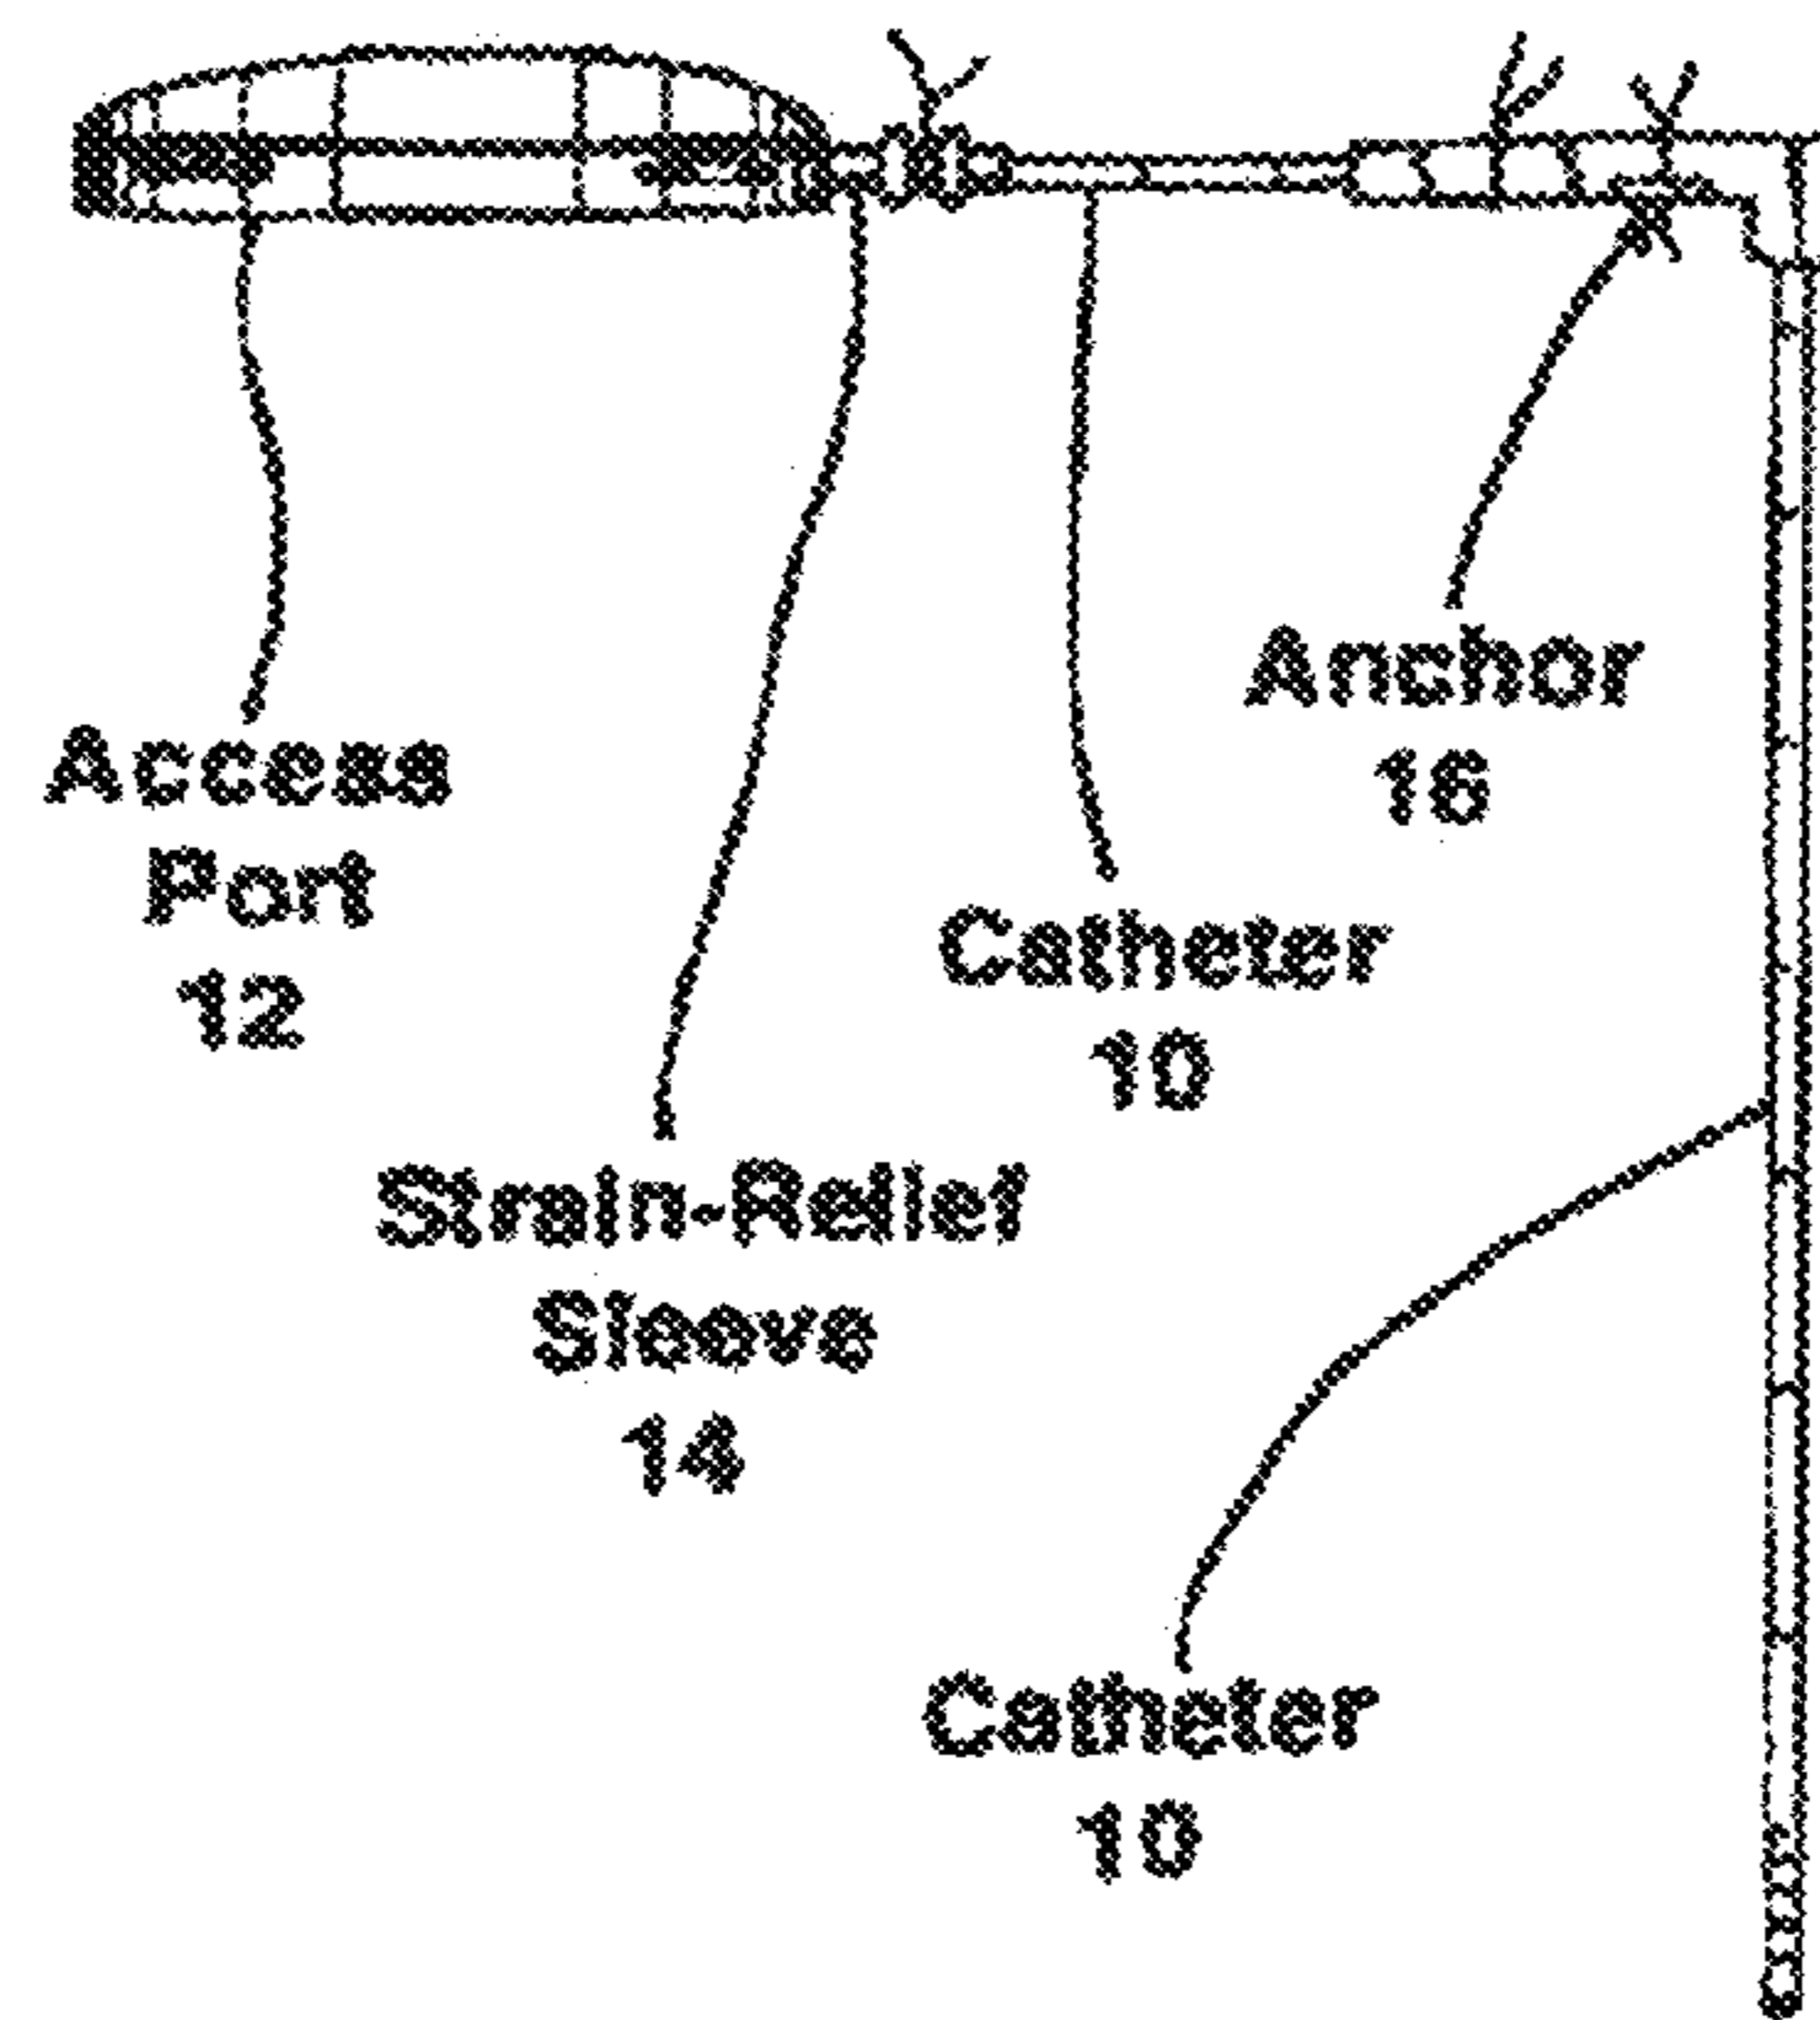 Anchor
16
Access
Port
12
Catheter
10
Strain-Relief
Sleeve
14
Catheter
10